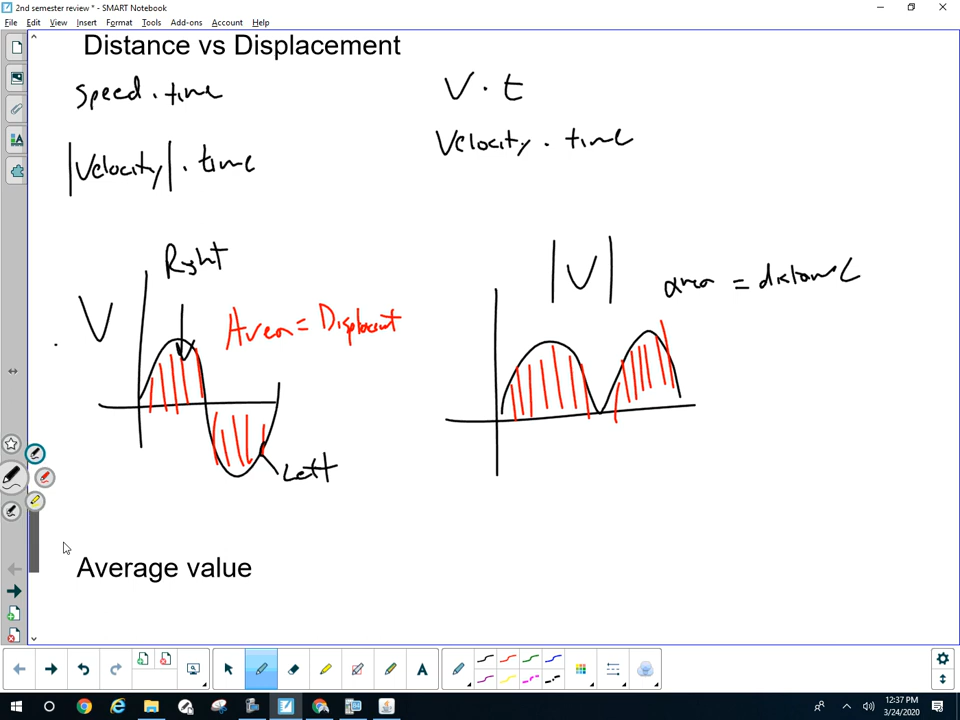 2nd semester review * - SMART Notebook
File Edit View Insert Format Tools Add-ons Account Help
Distance vs Displacement
speed · time
V · t
|Velocity| · time
Velocity · time
Right
|V|
area = distance
V
Area = Displacent
Left
Average value
A
12:37 PM
3/24/2020